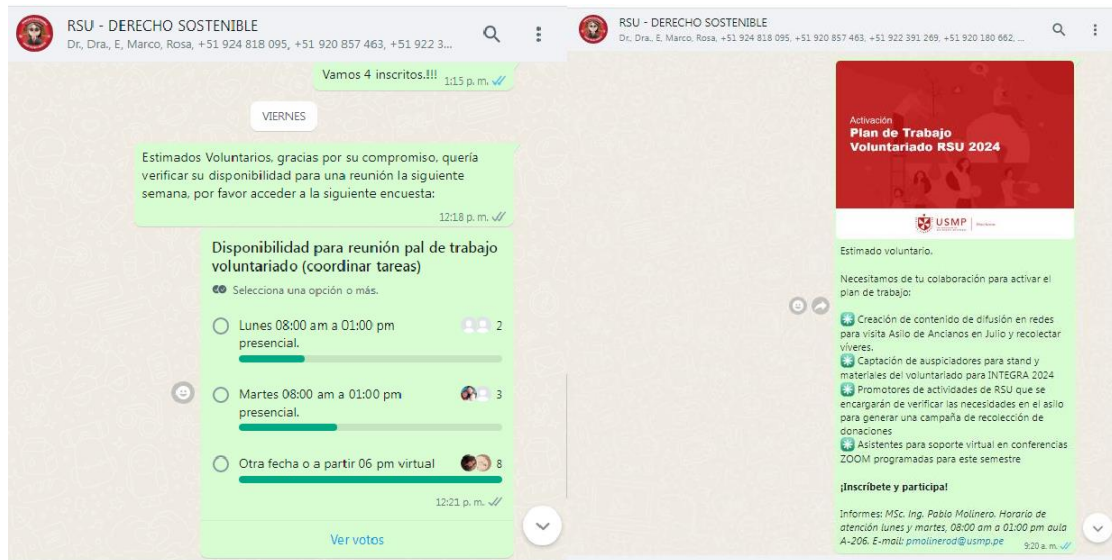 RSU - DERECHO SOSTENIBLE
Dr., Dra., E, Marco, Rosa, +51 924 818 095, +51 920 857 463, +51 922 3...
Vamos 4 inscritos.!!!
1:15 p. m.
VIERNES
Estimados Voluntarios, gracias por su compromiso, quería
verificar su disponibilidad para una reunión la siguiente
semana, por favor acceder a la siguiente encuesta:
12:18 p. m.
Disponibilidad para reunión pal de trabajo
voluntariado (coordinar tareas)
Selecciona una opción o más.
Lunes 08:00 am a 01:00 pm
presencial.
2
Martes 08:00 am a 01:00 pm
presencial.
3
Otra fecha o a partir 06 pm virtual
8
12:21 p. m.
Ver votos
RSU - DERECHO SOSTENIBLE
Dr., Dra., E, Marco, Rosa, +51 924 818 095, +51 920 857 463, +51 922 391 269, +51 920 180 662, ...
Activación
Plan de Trabajo
Voluntariado RSU 2024
USMP
Estimado voluntario.
Necesitamos de tu colaboración para activar el
plan de trabajo:
Creación de contenido de difusión en redes
para visita Asilo de Ancianos en Julio y recolectar
víveres.
Captación de auspiciadores para stand y
materiales del voluntariado para INTEGRA 2024
Promotores de actividades de RSU que se
encargarán de verificar las necesidades en el asilo
para generar una campaña de recolección de
donaciones
Asistentes para soporte virtual en conferencias
ZOOM programadas para este semestre
¡Inscríbete y participa!
Informes: MSc. Ing. Pablo Molinero. Horario de
atención lunes y martes, 08:00 am a 01:00 pm aula
A-206. E-mail: pmolinerod@usmp.pe
9:20 a. m.